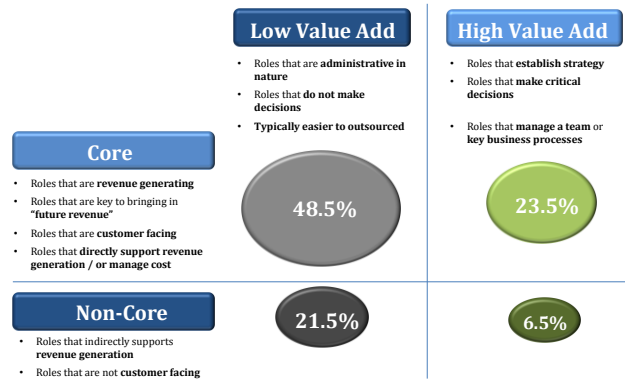 Low Value Add
High Value Add
• Roles that are administrative in
nature
• Roles that do not make
decisions
• Typically easier to outsourced
• Roles that establish strategy
• Roles that make critical
decisions
• Roles that manage a team or
key business processes
Core
• Roles that are revenue generating
• Roles that are key to bringing in
“future revenue”
• Roles that are customer facing
• Roles that directly support revenue
generation / or manage cost
48.5%
23.5%
Non-Core
• Roles that indirectly supports
revenue generation
• Roles that are not customer facing
21.5%
6.5%